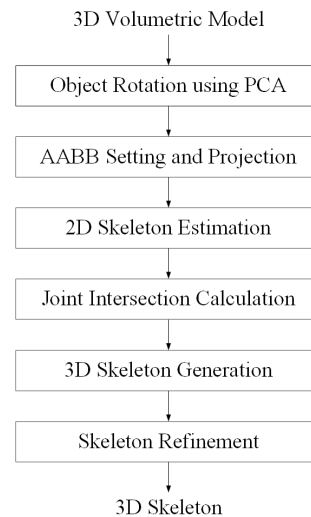 3D Volumetric Model
Object Rotation using PCA
AABB Setting and Projection
2D Skeleton Estimation
Joint Intersection Calculation
3D Skeleton Generation
Skeleton Refinement
3D Skeleton